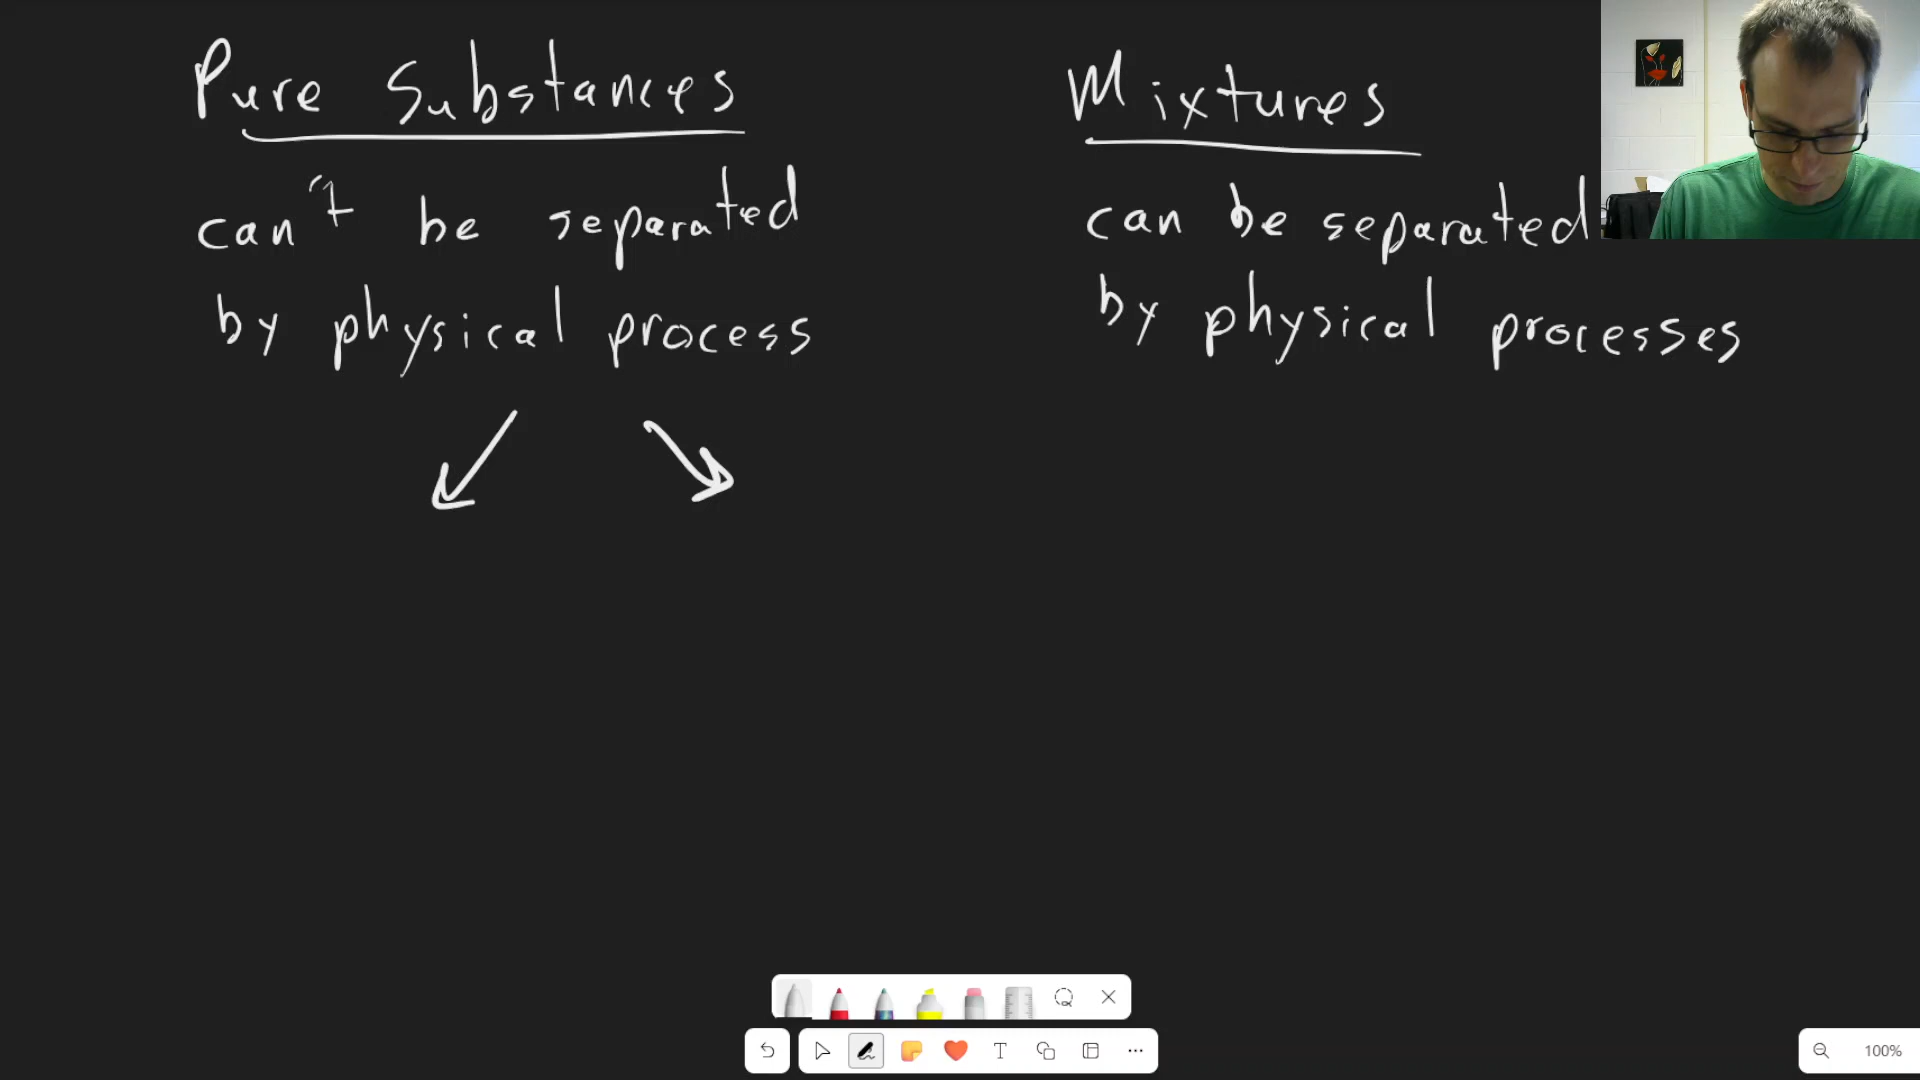 Pure Substances
can't be separated
by physical process
Mixtures
can be separated
by physical processes
100%